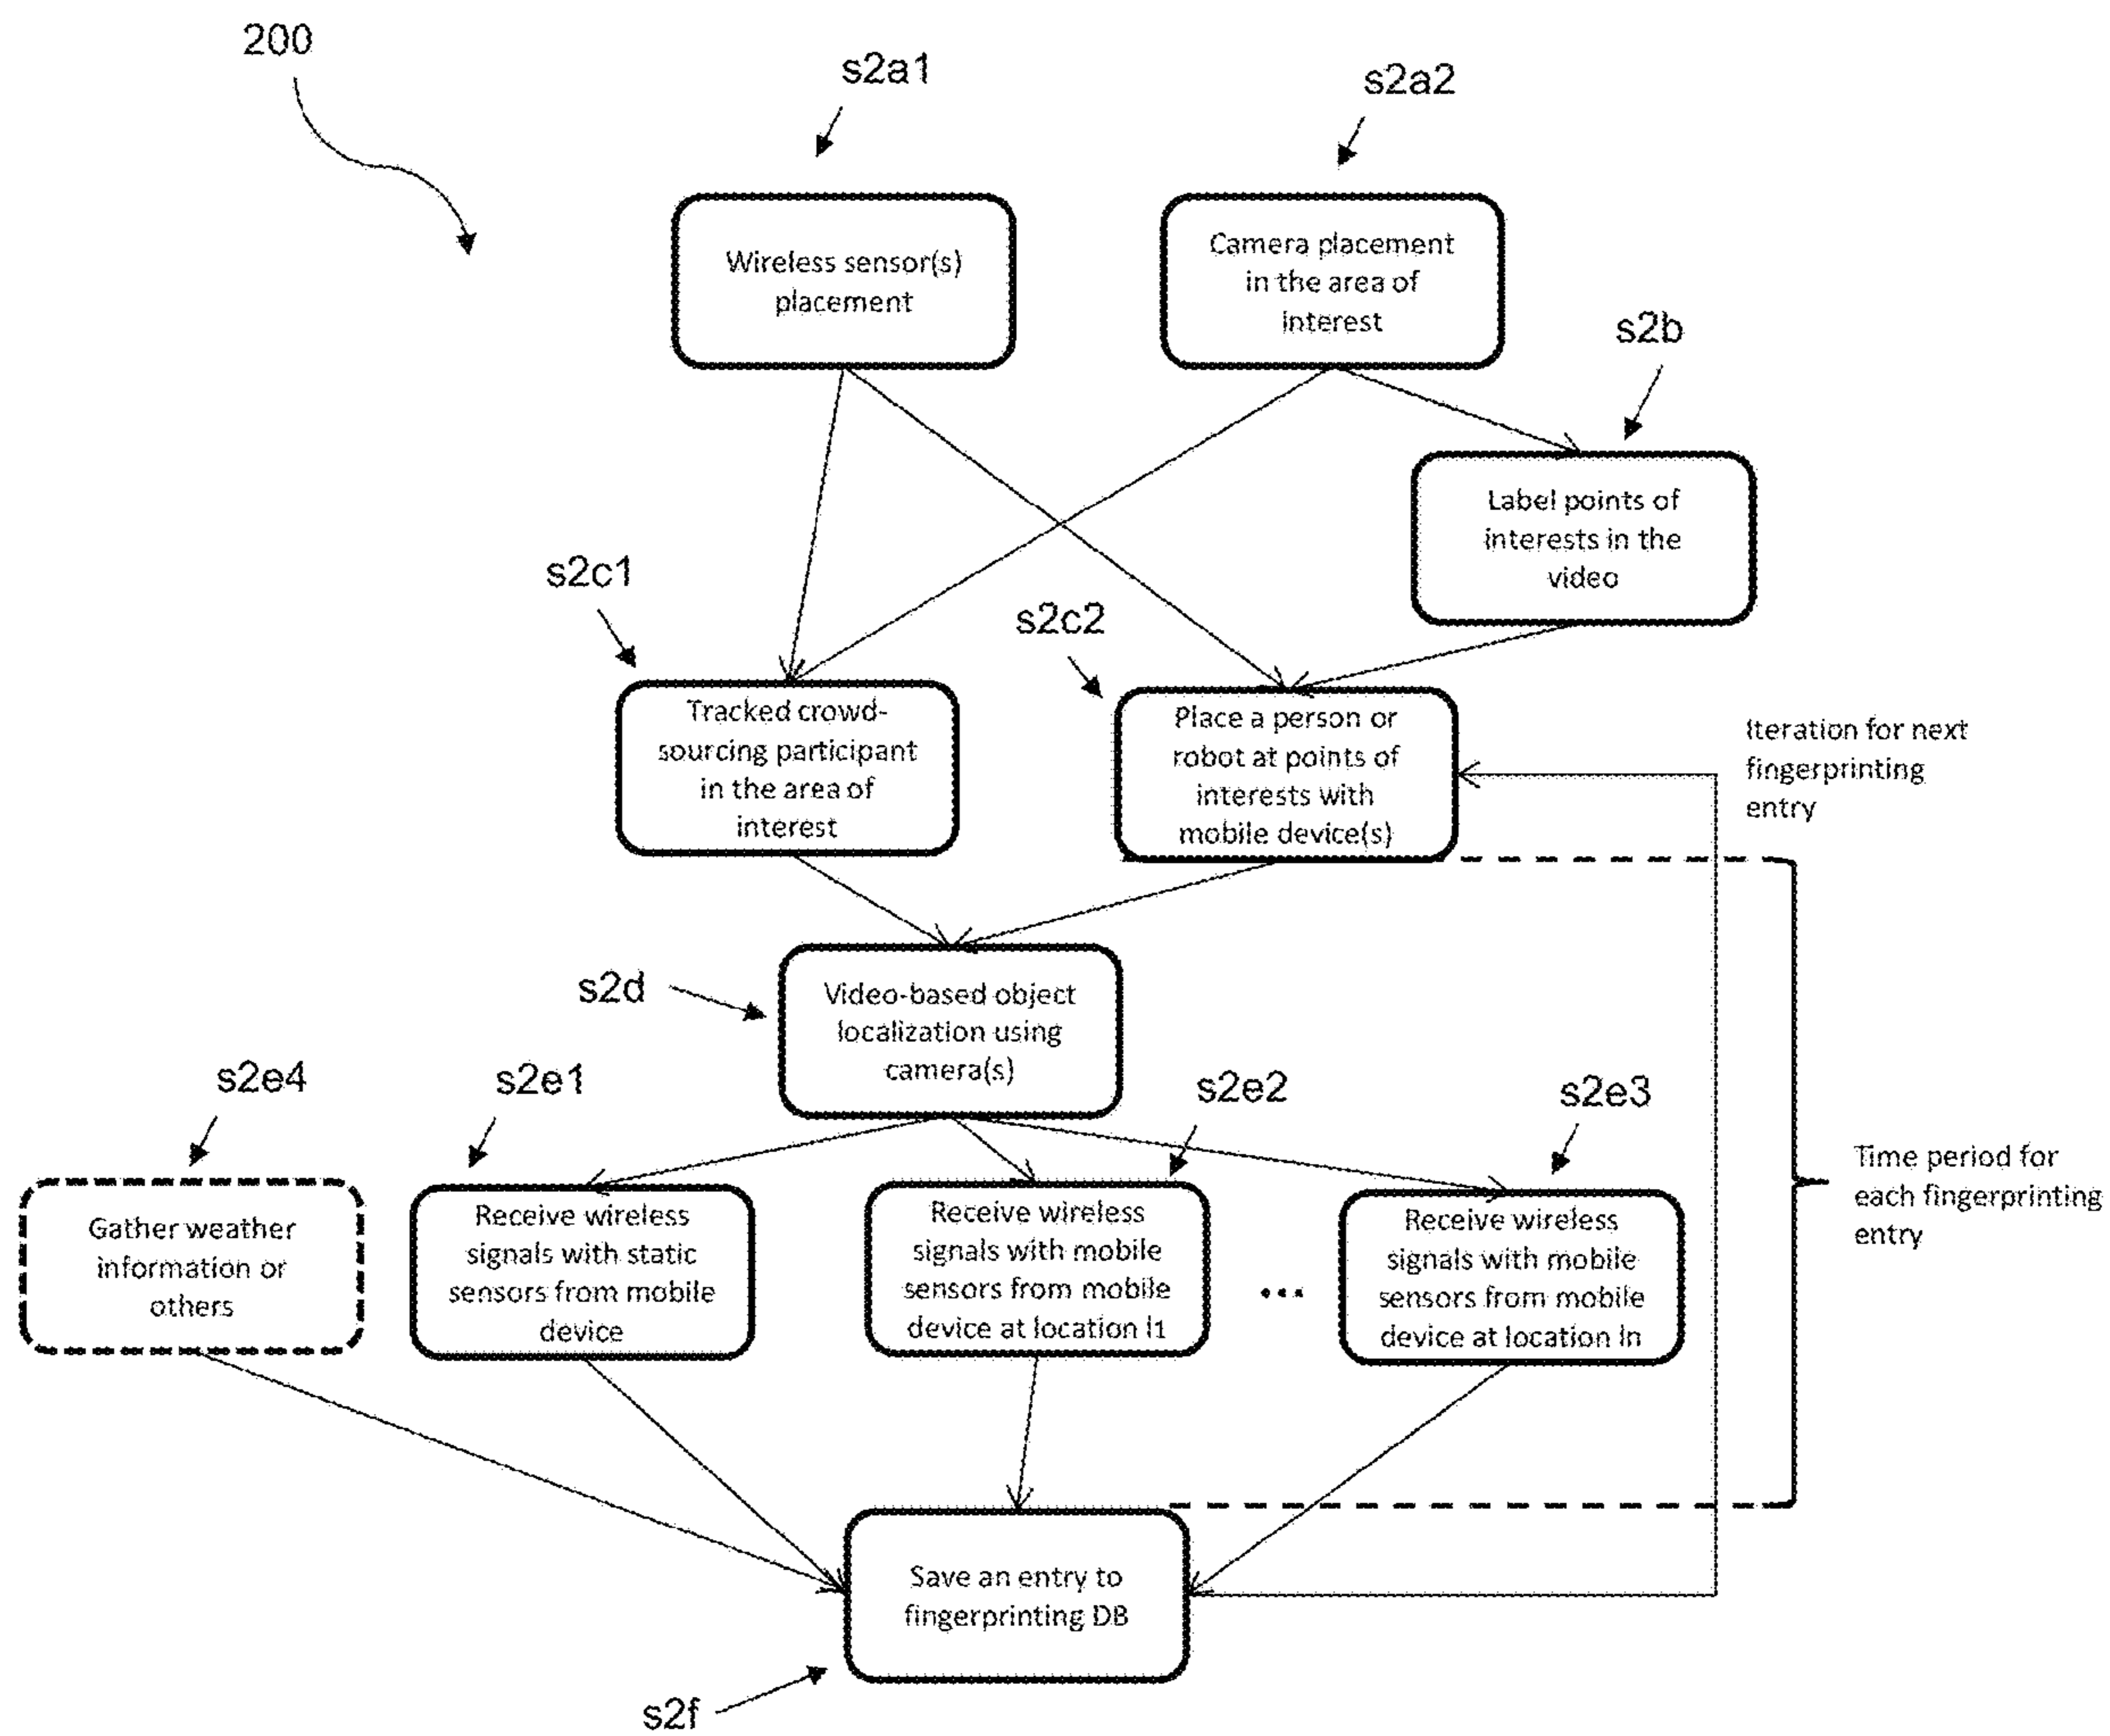 200
s2a1
s2a2
Wireless sensor(s)
placement
Camera placement
in the area of
interest
s2b
Label points of
interests in the
video
s2c1
s2c2
Tracked crowd-
sourcing participant
in the area of
interest
Place a person or
robot at points of
interests with
mobile device(s)
Iteration for next
fingerprinting
entry
s2d
Video-based object
localization using
camera(s)
s2e4
s2e1
s2e2
s2e3
Gather weather
information or
others
Receive wireless
signals with static
sensors from mobile
device
Receive wireless
signals with mobile
sensors from mobile
device at location l1
...
Receive wireless
signals with mobile
sensors from mobile
device at location ln
Time period for
each fingerprinting
entry
Save an entry to
fingerprinting DB
s2f